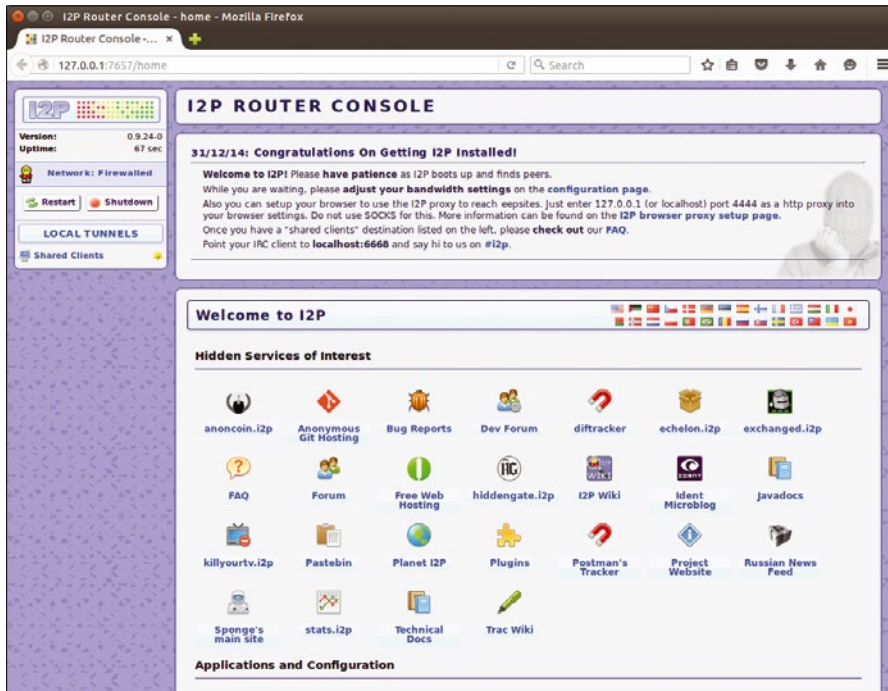 I2P Router Console - home - Mozilla Firefox
I2P Router Console -...
127.0.0.1:7657/home
Search
I2P
Version: 0.9.24-0
Uptime: 67 sec
Network: Firewalled
Restart
Shutdown
LOCAL TUNNELS
Shared Clients
I2P ROUTER CONSOLE
31/12/14: Congratulations On Getting I2P Installed!
Welcome to I2P! Please have patience as I2P boots up and finds peers.
While you are waiting, please adjust your bandwidth settings on the configuration page.
Also you can setup your browser to use the I2P proxy to reach eepsites. Just enter 127.0.0.1 (or localhost) port 4444 as a http proxy into
your browser settings. Do not use SOCKS for this. More information can be found on the I2P browser proxy setup page.
Once you have a "shared clients" destination listed on the left, please check out our FAQ.
Point your IRC client to localhost:6668 and say hi to us on #i2p.
Welcome to I2P
Hidden Services of Interest
anoncoin.i2p
Anonymous
Git Hosting
Bug Reports
Dev Forum
diftracker
echelon.i2p
exchanged.i2p
FAQ
Forum
Free Web
Hosting
hiddengate.i2p
I2P Wiki
Ident
Microblog
Javadocs
killyourtv.i2p
Pastebin
Planet I2P
Plugins
Postman's
Tracker
Project
Website
Russian News
Feed
Sponge's
main site
stats.i2p
Technical
Docs
Trac Wiki
Applications and Configuration